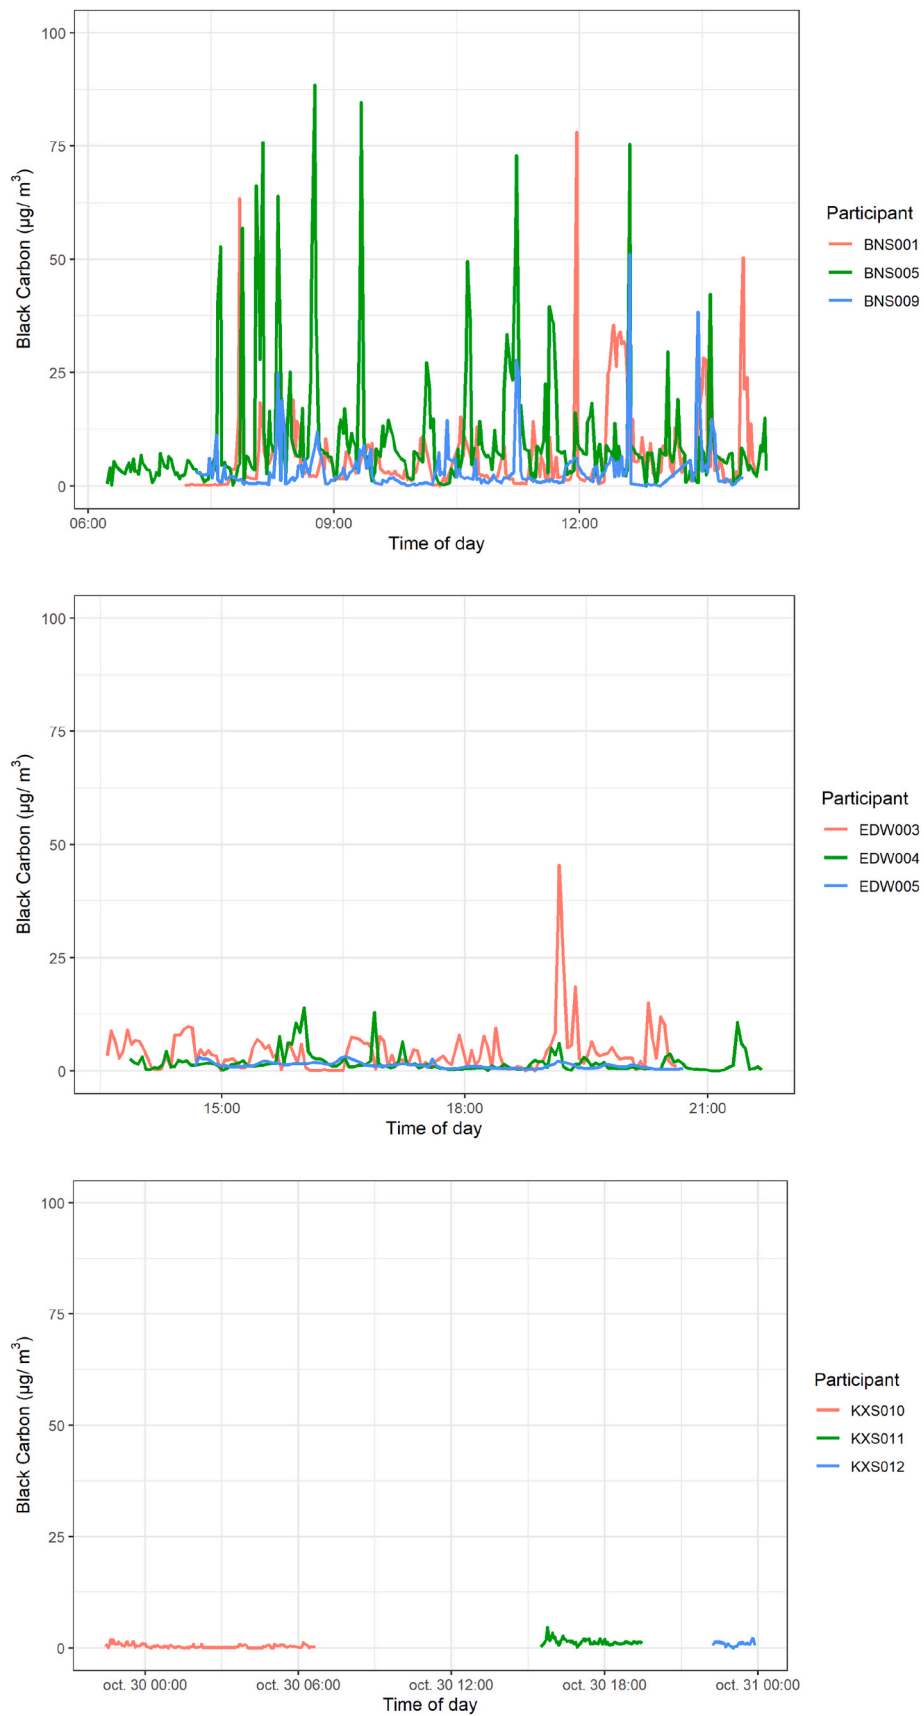 100
75
50
25
0
Black Carbon (µg/ m³)
06:00 09:00 12:00
Time of day
Participant
BNS001
BNS005
BNS009
100
75
50
25
0
Black Carbon (µg/ m³)
15:00 18:00 21:00
Time of day
Participant
EDW003
EDW004
EDW005
100
75
50
25
0
Black Carbon (µg/ m³)
oct. 30 00:00 oct. 30 06:00 oct. 30 12:00 oct. 30 18:00 oct. 31 00:00
Time of day
Participant
KXS010
KXS011
KXS012